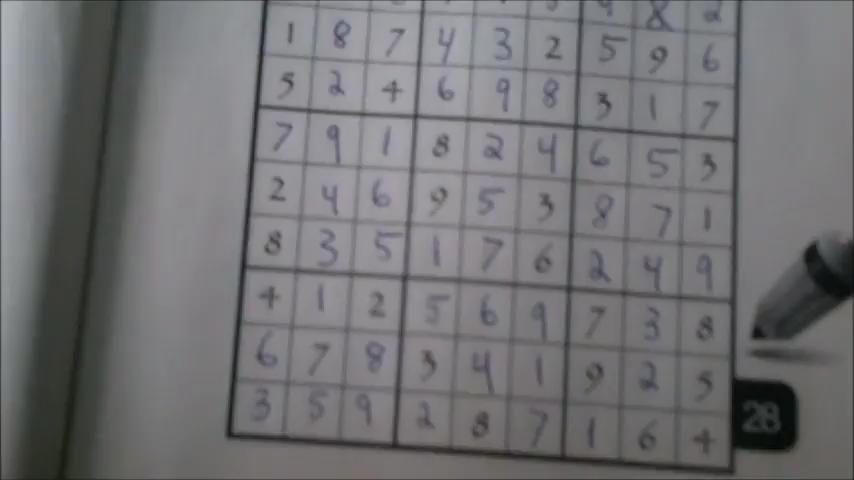 8 2
1 8 7 4 3 2 5 9 6
5 2 4 6 9 8 3 1 7
7 9 1 8 2 4 6 5 3
2 4 6 9 5 3 8 7 1
8 3 5 1 7 6 2 4 9
4 1 2 5 6 9 7 3 8
6 7 8 3 4 1 9 2 5
3 5 9 2 8 7 1 6 4
28